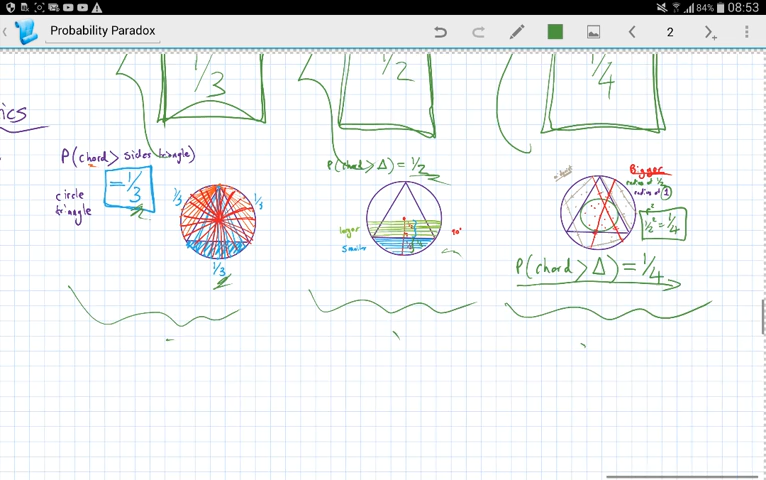 84% 08:53
Probability Paradox
2
1/3
1/2
1/4
ics
P(chord > sides triangle)
= 1/3
circle
triangle
1/3
1/3
1/3
P(chord > Δ) = 1/2
larger
smaller
90°
Bigger
radius of 1/2
radius of 1
r²
1/2² = 1/4
P(chord > Δ) = 1/4